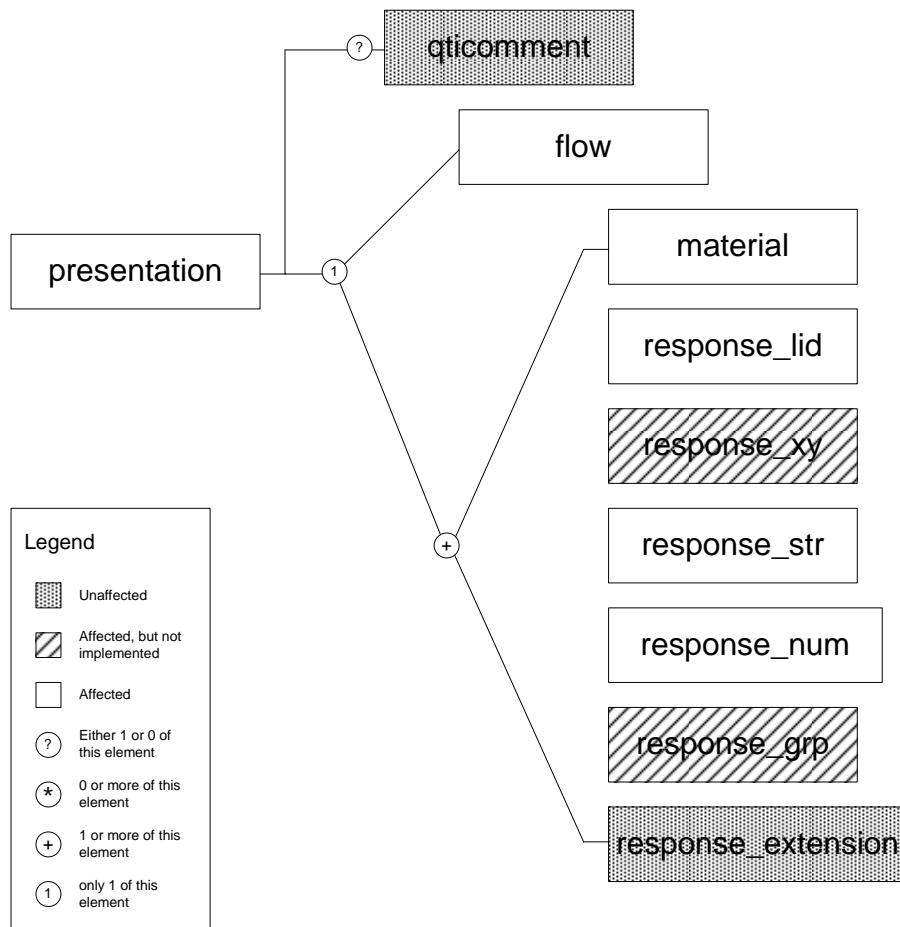 ?
qticomment
flow
presentation
1
material
response_lid
response_xy
+
response_str
response_num
response_grp
response_extension
Legend
Unaffected
Affected, but not
implemented
Affected
?
Either 1 or 0 of
this element
*
0 or more of this
element
+
1 or more of this
element
1
only 1 of this
element